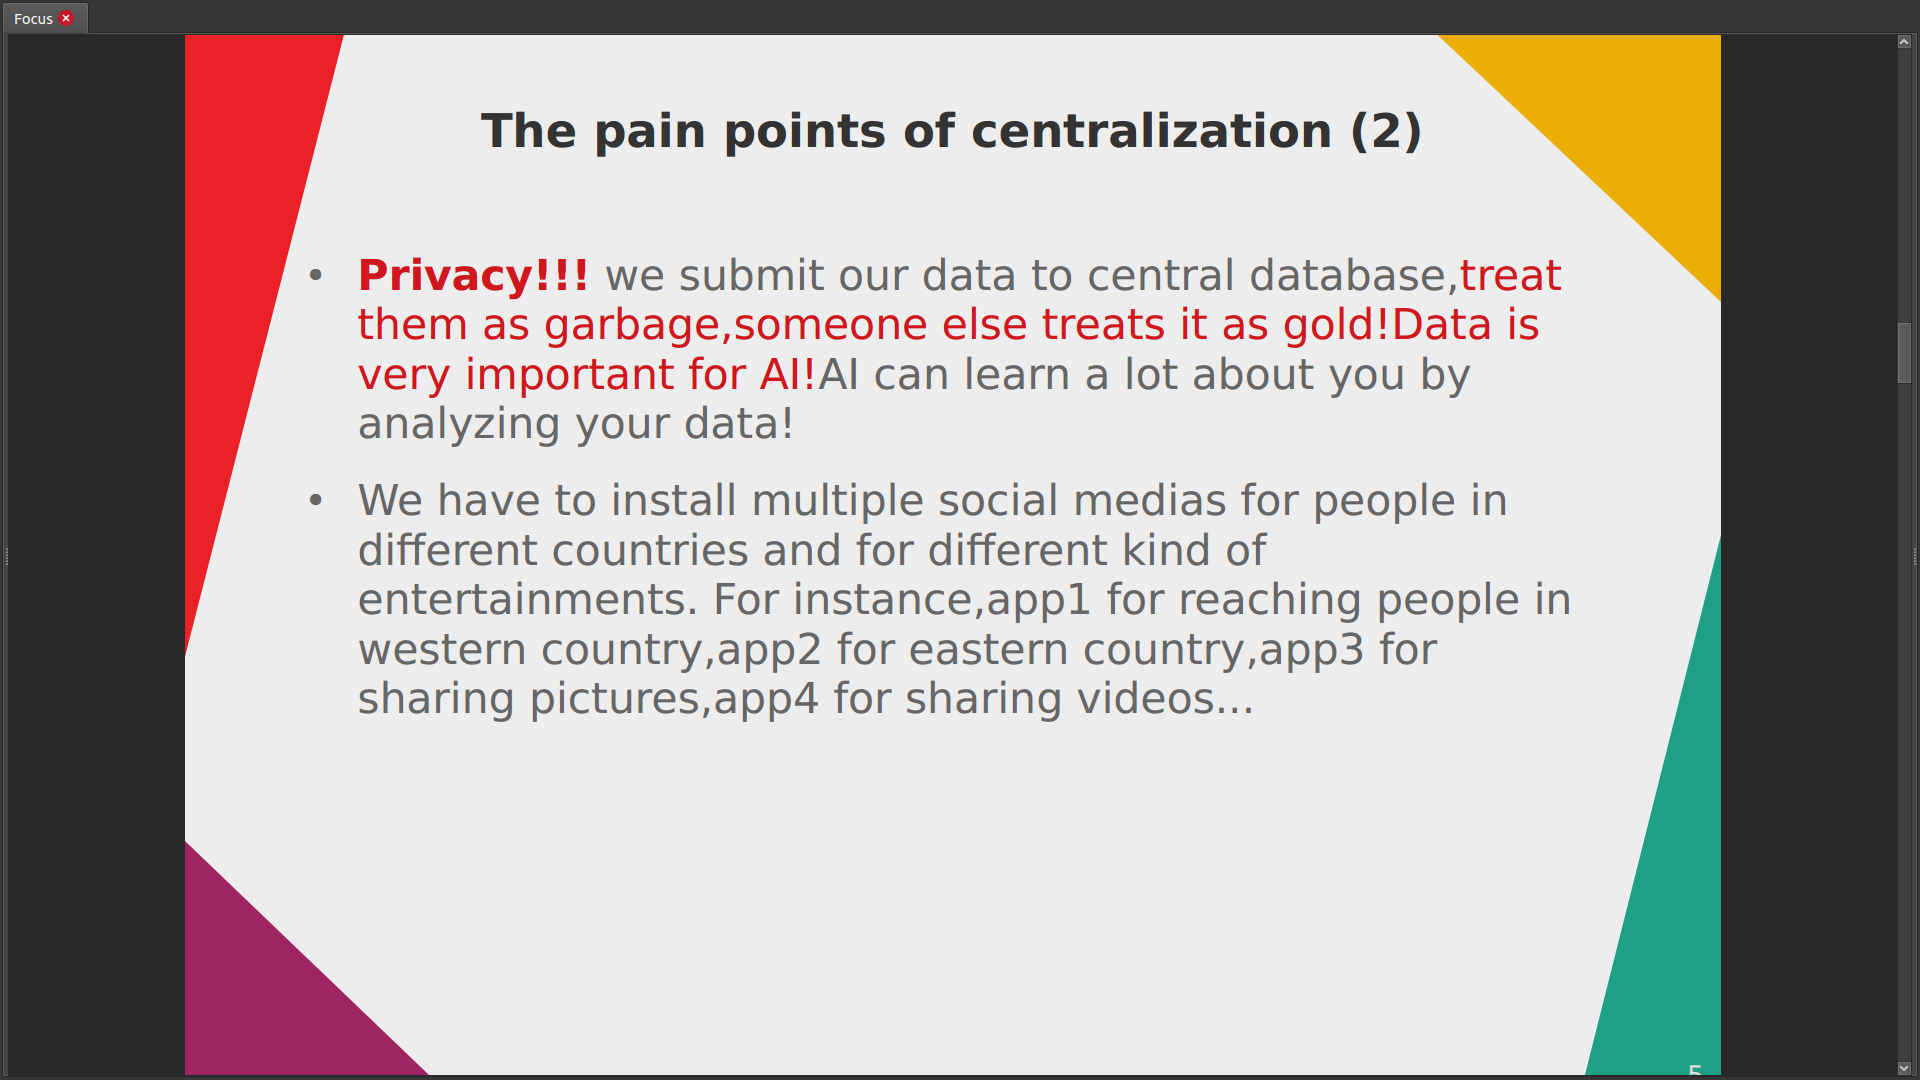 Focus
The pain points of centralization (2)
• Privacy!!! we submit our data to central database,treat
them as garbage,someone else treats it as gold!Data is
very important for AI!AI can learn a lot about you by
analyzing your data!
• We have to install multiple social medias for people in
different countries and for different kind of
entertainments. For instance,app1 for reaching people in
western country,app2 for eastern country,app3 for
sharing pictures,app4 for sharing videos...
5